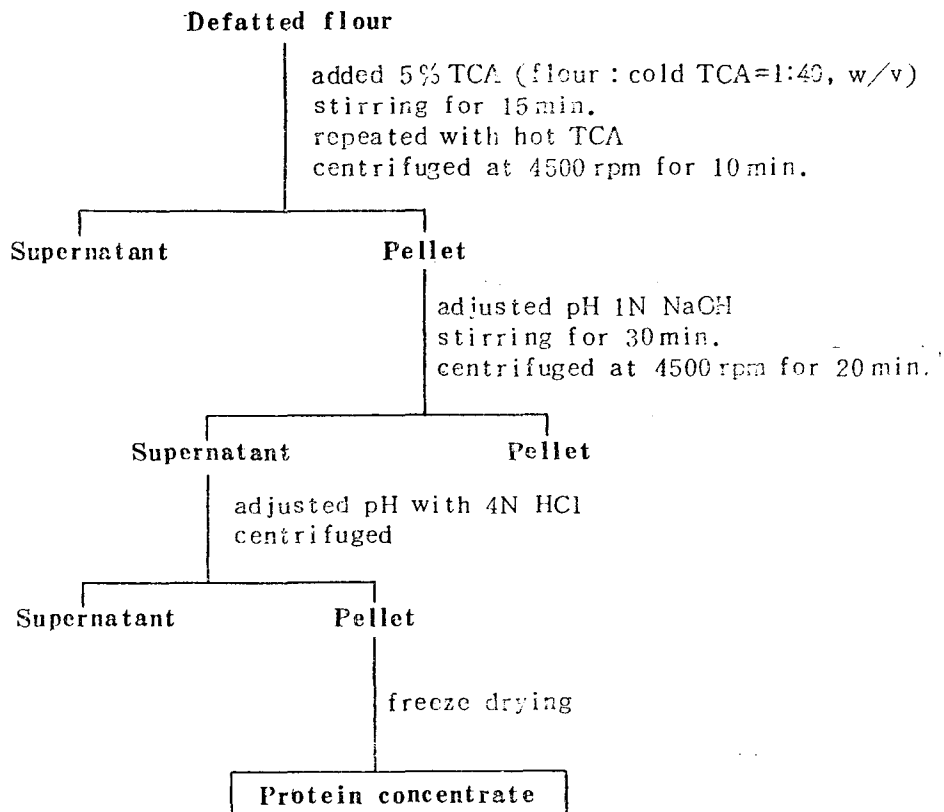 Defatted flour
added 5% TCA (flour : cold TCA=1:40, w/v)
stirring for 15 min.
repeated with hot TCA
centrifuged at 4500 rpm for 10 min.
Supernatant Pellet
adjusted pH 1N NaOH
stirring for 30 min.
centrifuged at 4500 rpm for 20 min.
Supernatant Pellet
adjusted pH with 4N HCl
centrifuged
Supernatant Pellet
freeze drying
Protein concentrate